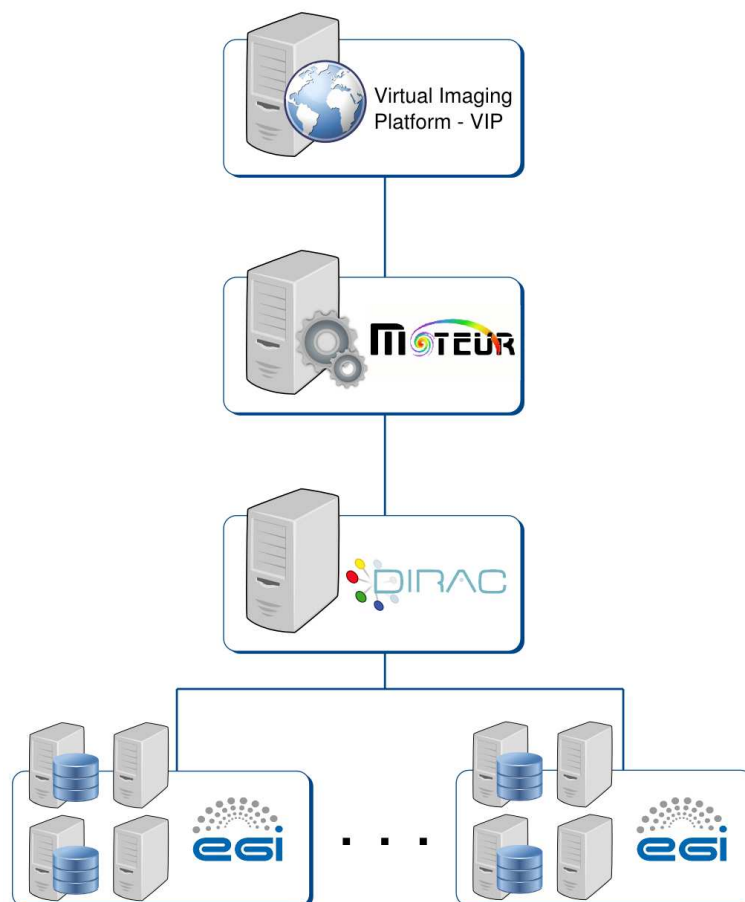 Virtual Imaging
Platform - VIP
MOTEUR
DIRAC
. . .
egi
egi